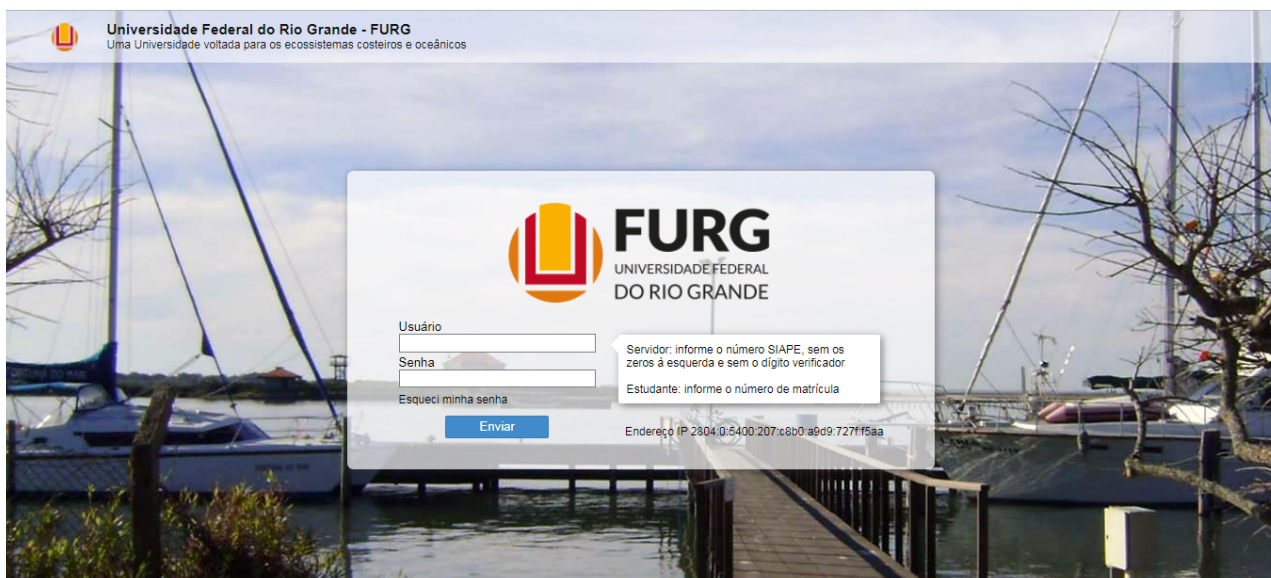 Universidade Federal do Rio Grande - FURG
Uma Universidade voltada para os ecossistemas costeiros e oceânicos
FURG
UNIVERSIDADE FEDERAL
DO RIO GRANDE
Usuário
Servidor: informe o número SIAPE, sem os
zeros à esquerda e sem o dígito verificador
Senha
Estudante: informe o número de matrícula
Esqueci minha senha
Enviar
Endereço IP 2804:0:5400:207:c8b0:a9d9:727f:f5aa